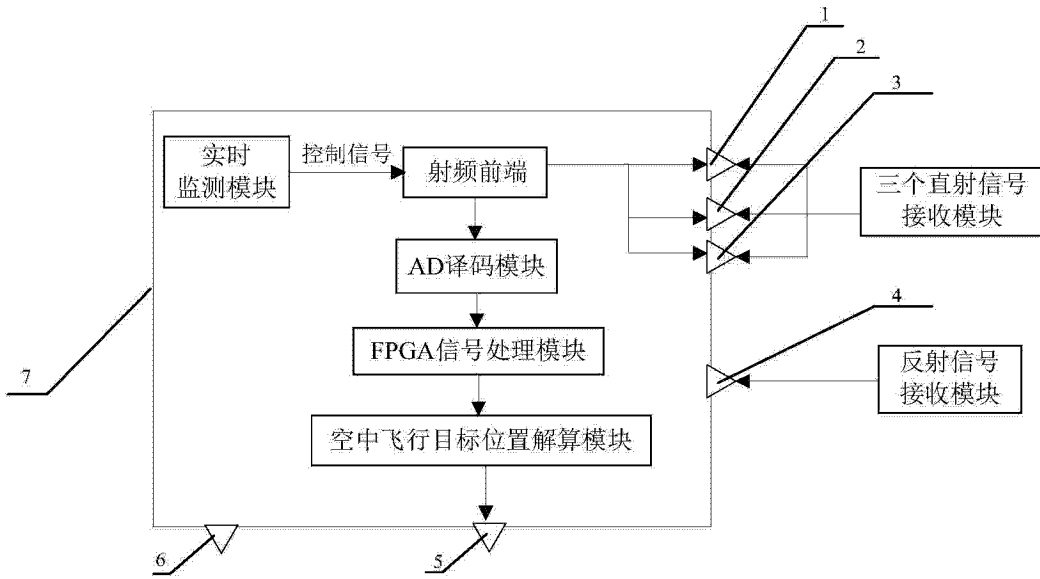 1
2
3
实时
监测模块
控制信号
射频前端
三个直射信号
接收模块
AD译码模块
4
FPGA信号处理模块
反射信号
接收模块
7
空中飞行目标位置解算模块
6
5